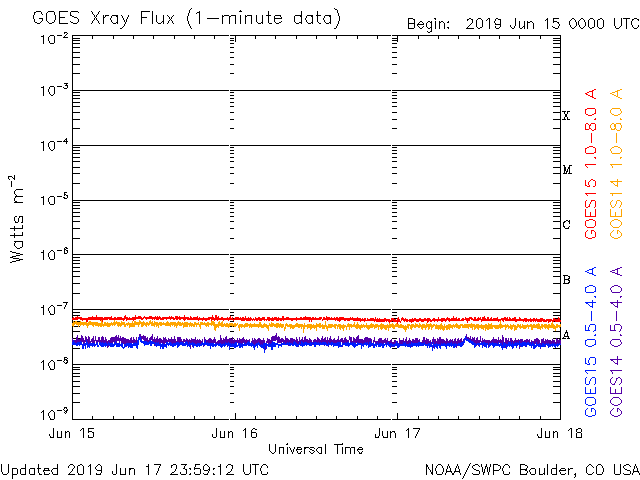 GOES Xray Flux (1-minute data)
Begin: 2019 Jun 15 0000 UTC
10⁻²
10⁻³
10⁻⁴
10⁻⁵
10⁻⁶
10⁻⁷
10⁻⁸
10⁻⁹
Watts m⁻²
X
M
C
B
A
GOES15 1.0-8.0 A
GOES14 1.0-8.0 A
GOES15 0.5-4.0 A
GOES14 0.5-4.0 A
Jun 15 Jun 16 Jun 17 Jun 18
Universal Time
Updated 2019 Jun 17 23:59:12 UTC
NOAA/SWPC Boulder, CO USA